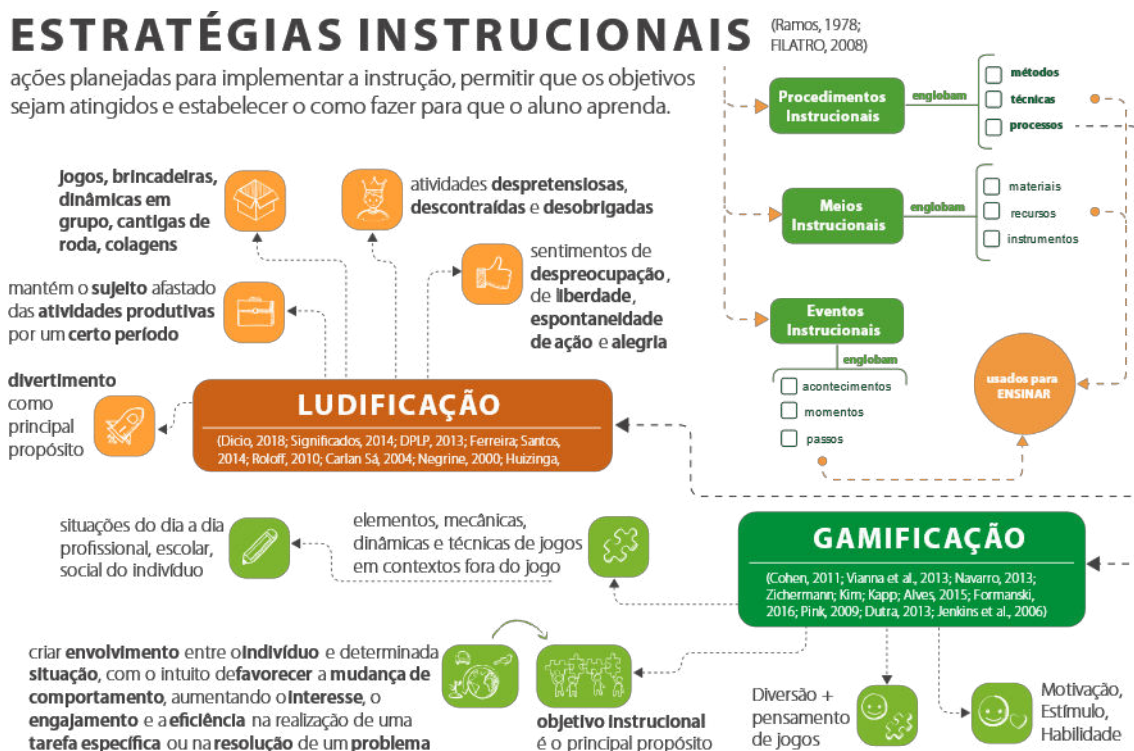 ESTRATÉGIAS INSTRUCIONAIS
(Ramos, 1978;
FILATRO, 2008)
ações planejadas para implementar a instrução, permitir que os objetivos
sejam atingidos e estabelecer o como fazer para que o aluno aprenda.
Procedimentos
Instrucionais
englobam
métodos
técnicas
processos
Meios
Instrucionais
englobam
materiais
recursos
instrumentos
Eventos
Instrucionais
englobam
acontecimentos
momentos
passos
usados para
ENSINAR
Jogos, brincadeiras,
dinâmicas em
grupo, cantigas de
roda, colagens
atividades despretensiosas,
descontraídas e desobrigadas
sentimentos de
despreocupação,
de liberdade,
espontaneidade
de ação e alegria
mantém o sujeito afastado
das atividades produtivas
por um certo período
divertimento
como
principal
propósito
LUDIFICAÇÃO
(Dicio, 2018; Significados, 2014; DPLP, 2013; Ferreira; Santos,
2014; Roloff, 2010; Carlan Sá, 2004; Negrine, 2000; Huizinga,
situações do dia a dia
profissional, escolar,
social do indivíduo
elementos, mecânicas,
dinâmicas e técnicas de jogos
em contextos fora do jogo
GAMIFICAÇÃO
(Cohen, 2011; Vianna et al., 2013; Navarro, 2013;
Zichermann; Kim; Kapp; Alves, 2015; Formanski,
2016; Pink, 2009; Dutra, 2013; Jenkins et al., 2006)
criar envolvimento entre o indivíduo e determinada
situação, com o intuito de favorecer a mudança de
comportamento, aumentando o interesse, o
engajamento e a eficiência na realização de uma
tarefa específica ou na resolução de um problema
objetivo instrucional
é o principal propósito
Diversão +
pensamento
de jogos
Motivação,
Estímulo,
Habilidade